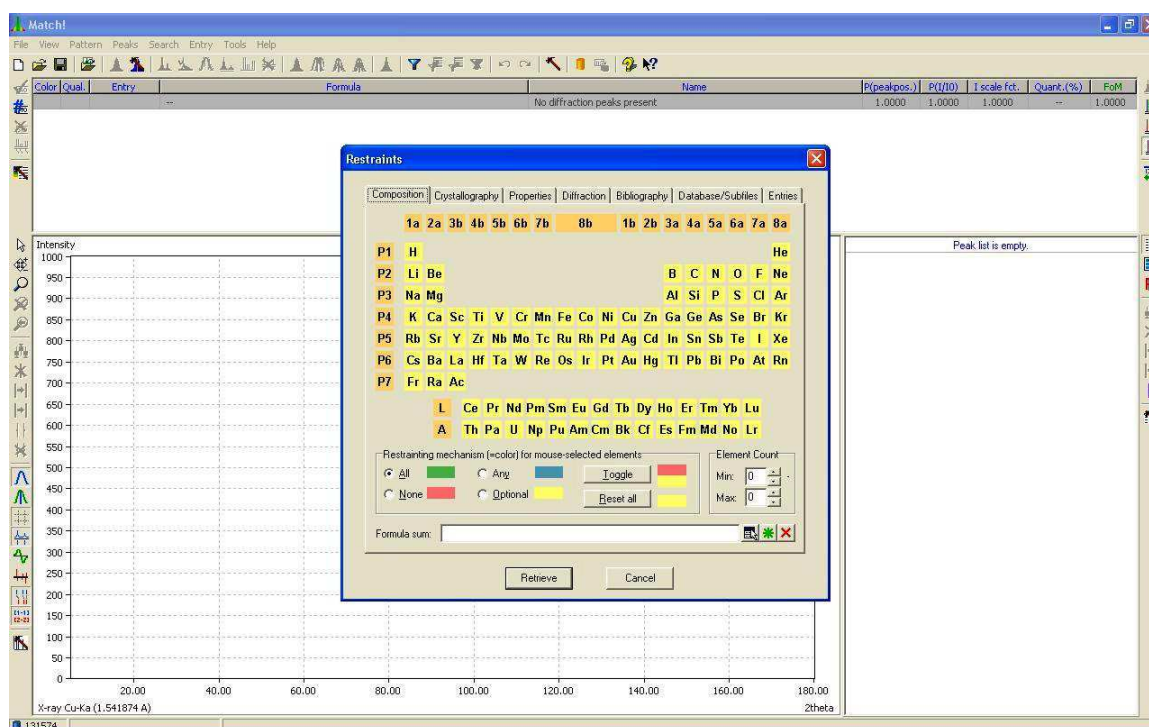 Match!
File View Pattern Peaks Search Entry Tools Help
Color Qual. Entry Formula Name P(peakpos.) P(I/I0) I scale fct. Quant.(%) FoM
-- No diffraction peaks present 1.0000 1.0000 1.0000 -- 1.0000
Restraints
Composition Crystallography Properties Diffraction Bibliography Database/Subfiles Entries
1a 2a 3b 4b 5b 6b 7b 8b 1b 2b 3a 4a 5a 6a 7a 8a
P1 H He
P2 Li Be B C N O F Ne
P3 Na Mg Al Si P S Cl Ar
P4 K Ca Sc Ti V Cr Mn Fe Co Ni Cu Zn Ga Ge As Se Br Kr
P5 Rb Sr Y Zr Nb Mo Tc Ru Rh Pd Ag Cd In Sn Sb Te I Xe
P6 Cs Ba La Hf Ta W Re Os Ir Pt Au Hg Tl Pb Bi Po At Rn
P7 Fr Ra Ac
L Ce Pr Nd Pm Sm Eu Gd Tb Dy Ho Er Tm Yb Lu
A Th Pa U Np Pu Am Cm Bk Cf Es Fm Md No Lr
Restrainting mechanism (=color) for mouse-selected elements
All Any Toggle
None Optional Reset all
Element Count
Min: 0
Max: 0
Formula sum:
Retrieve Cancel
Intensity
1000
950
900
850
800
750
700
650
600
550
500
450
400
350
300
250
200
150
100
50
0
20.00 40.00 60.00 80.00 100.00 120.00 140.00 160.00 180.00
X-ray Cu-Ka (1.541874 A) 2theta
Peak list is empty.
131574